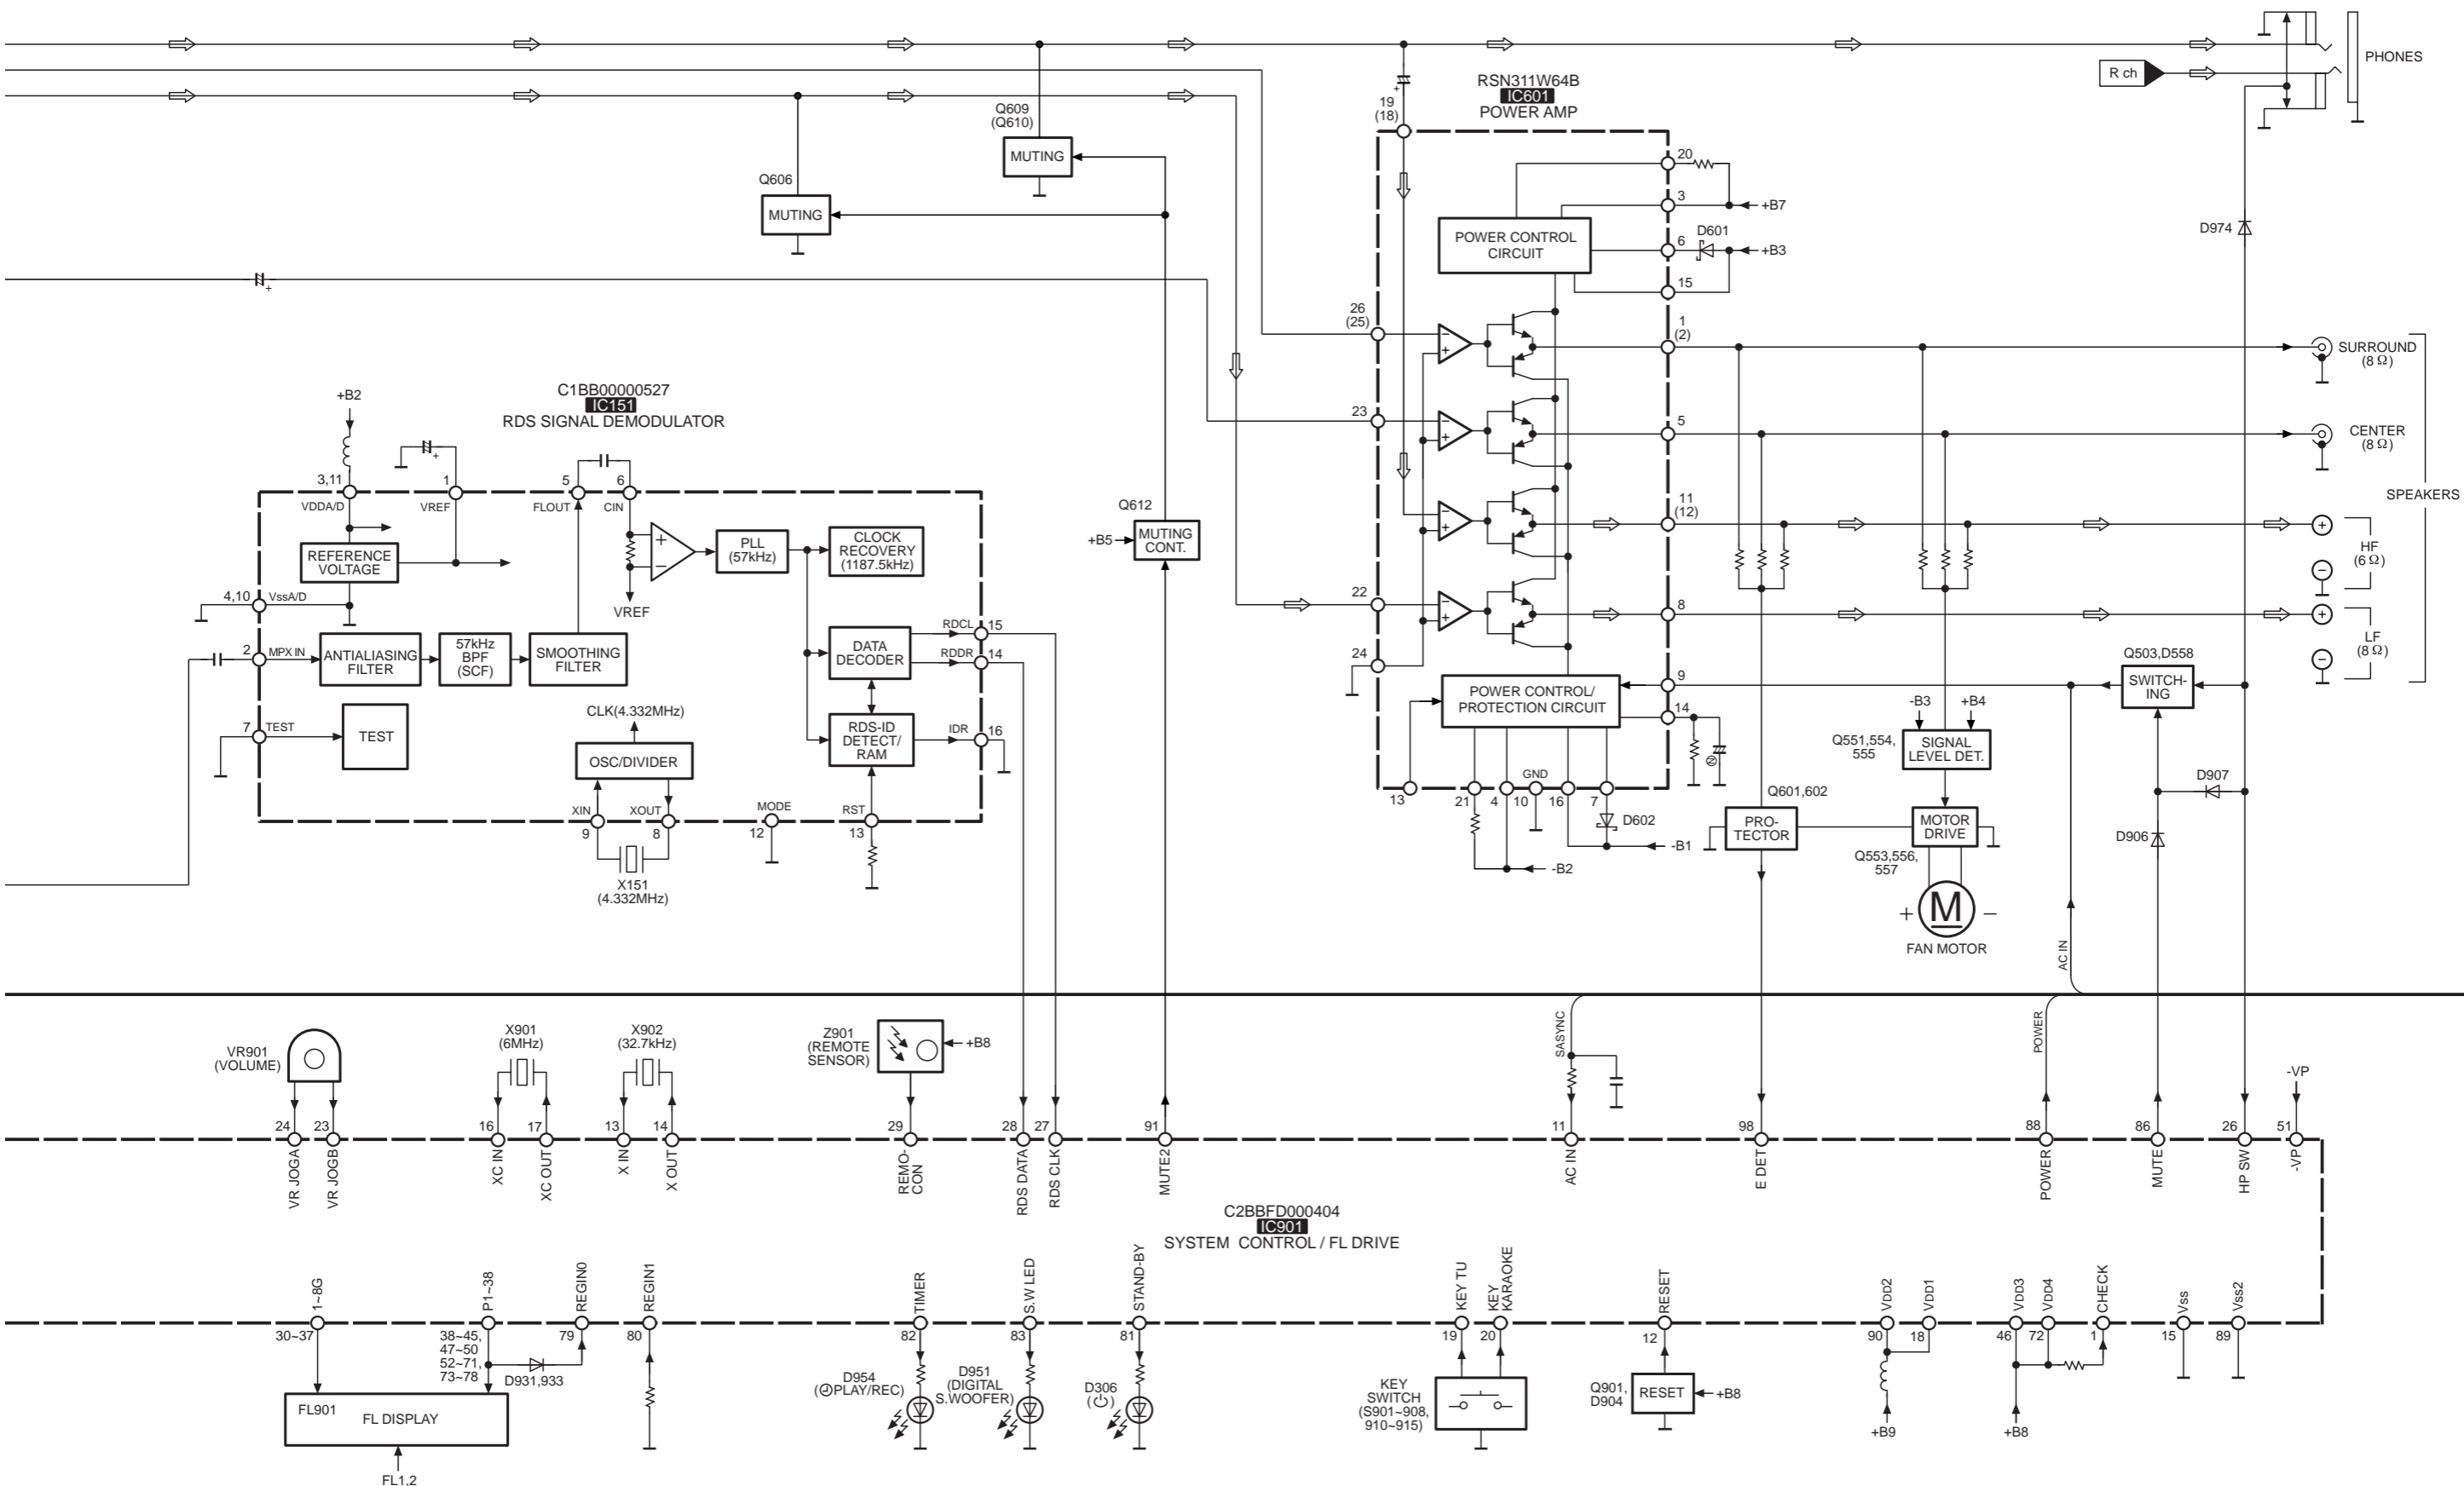 PHONES
R ch
RSN311W64B
IC601
POWER AMP
19
(18)
Q609
(Q610)
MUTING
Q606
MUTING
20
3
+B7
POWER CONTROL
CIRCUIT
6
D601
+B3
15
D974
26
(25)
1
(2)
SURROUND
(8 Ω)
23
5
CENTER
(8 Ω)
11
(12)
SPEAKERS
+
HF
(6 Ω)
−
22
8
+
LF
(8 Ω)
−
24
− + − + − + − +
C1BB00000527
IC151
RDS SIGNAL DEMODULATOR
+B2
+
+
+
3,11
1
5
6
VDDA/D
VREF
FLOUT
CIN
REFERENCE
VOLTAGE
+
−
PLL
(57kHz)
CLOCK
RECOVERY
(1187.5kHz)
VREF
4,10
VssA/D
2
MPX IN
ANTIALIASING
FILTER
57kHz
BPF
(SCF)
SMOOTHING
FILTER
DATA
DECODER
RDCL
15
RDDR
14
7
TEST
TEST
CLK(4.332MHz)
OSC/DIVIDER
RDS-ID
DETECT/
RAM
IDR
16
XIN
XOUT
MODE
RST
9
8
12
13
X151
(4.332MHz)
Q612
+B5
MUTING
CONT.
POWER CONTROL/
PROTECTION CIRCUIT
9
14
GND
13
21
4
10
16
7
D602
-B1
-B2
Q503,D558
SWITCH-
ING
-B3
+B4
Q551,554,
555
SIGNAL
LEVEL DET.
Q601,602
PRO-
TECTOR
MOTOR
DRIVE
Q553,556,
557
+
M
−
FAN MOTOR
D907
D906
AC IN
VR901
(VOLUME)
X901
(6MHz)
X902
(32.7kHz)
Z901
(REMOTE
SENSOR)
+B8
SASYNC
POWER
-VP
24
23
16
17
13
14
29
28
27
91
11
98
88
86
26
51
VR JOGA
VR JOGB
XC IN
XC OUT
X IN
X OUT
REMO-
CON
RDS DATA
RDS CLK
MUTE2
AC IN
E DET
POWER
MUTE
HP SW
-VP
C2BBFD000404
IC901
SYSTEM CONTROL / FL DRIVE
1~8G
P1~38
REGIN0
REGIN1
TIMER
S.W LED
STAND-BY
KEY TU
KEY
KARAOKE
RESET
VDD2
VDD1
VDD3
VDD4
CHECK
Vss
Vss2
30~37
38~45,
47~50
52~71,
73~78
79
80
82
83
81
19
20
12
90
18
46
72
1
15
89
D931,933
FL901
FL DISPLAY
FL1,2
D954
(PLAY/REC)
D951
(DIGITAL
S.WOOFER)
D306
KEY
SWITCH
(S901~908,
910~915)
Q901,
D904
RESET
+B8
+B9
+B8